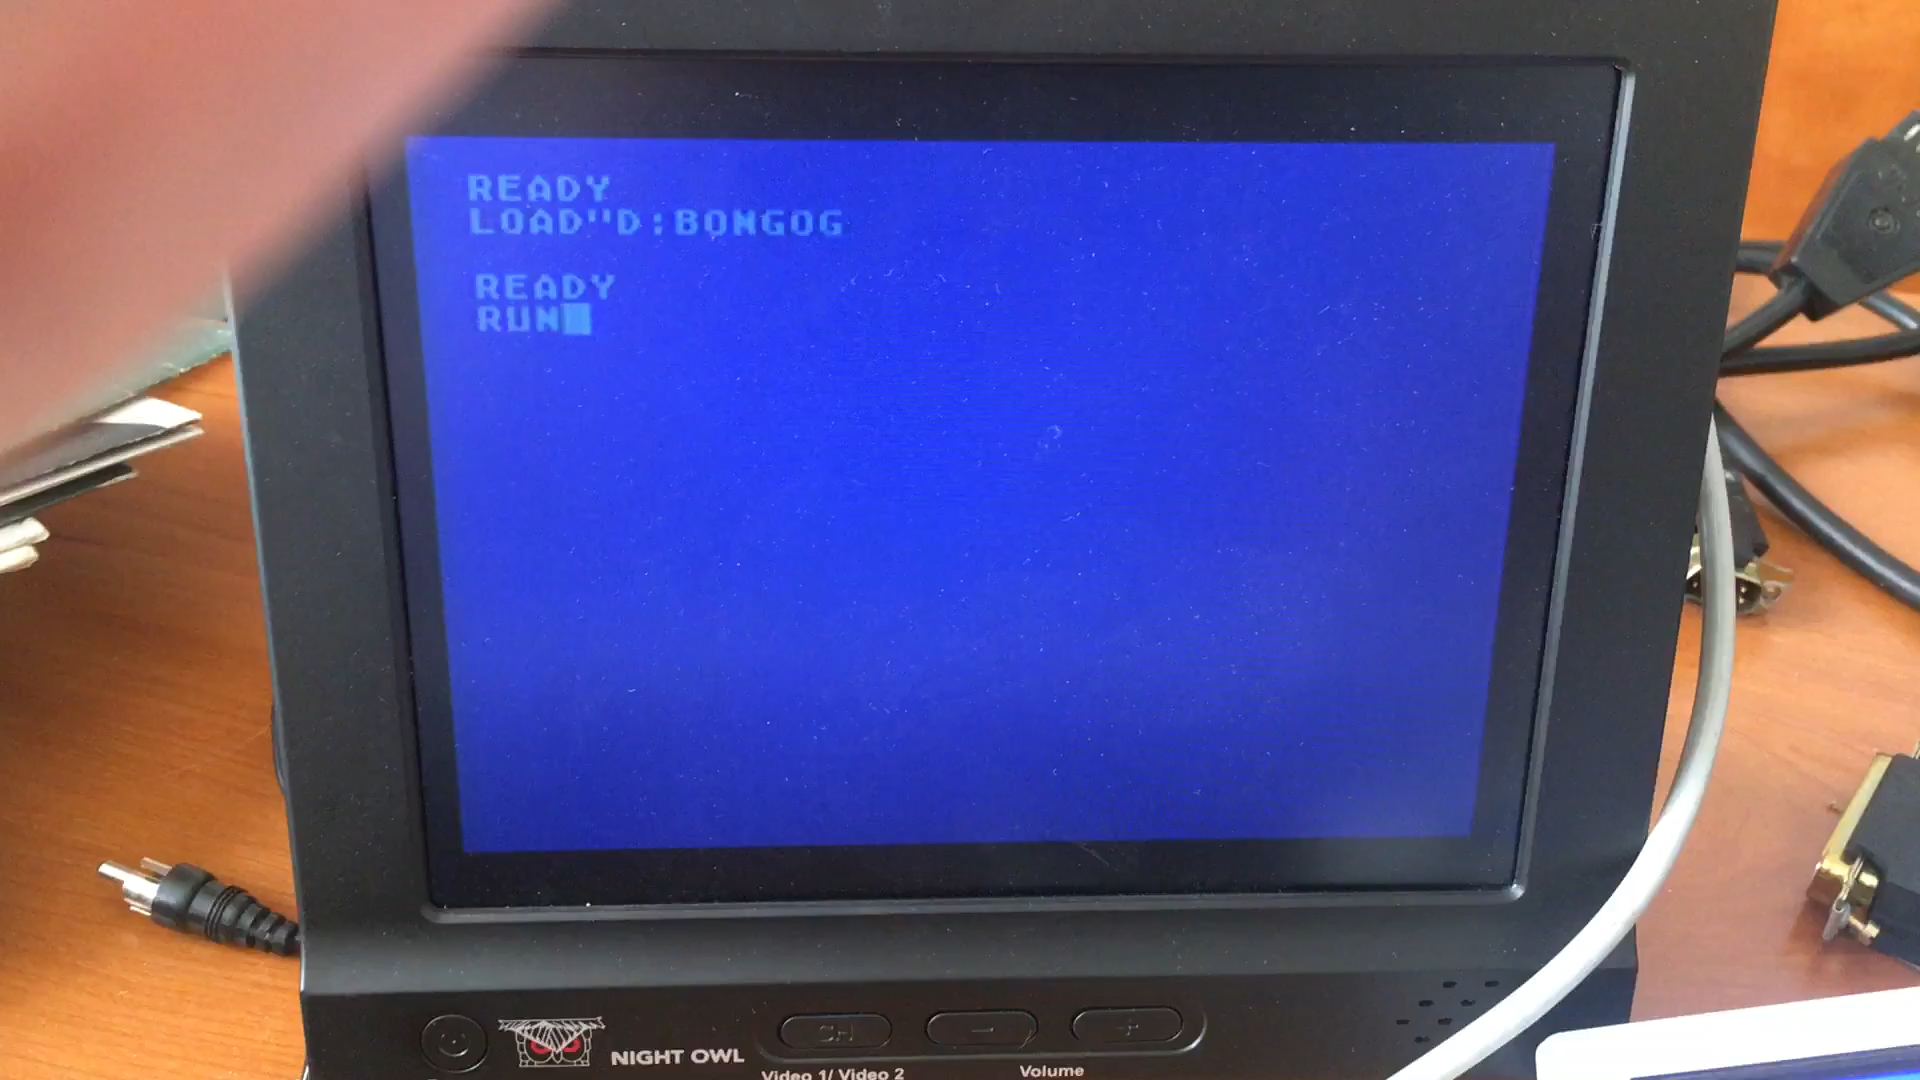 READY
LOAD"D:BONGOG
READY
RUN
CH
-
+
NIGHT OWL
Video 1/ Video 2
Volume